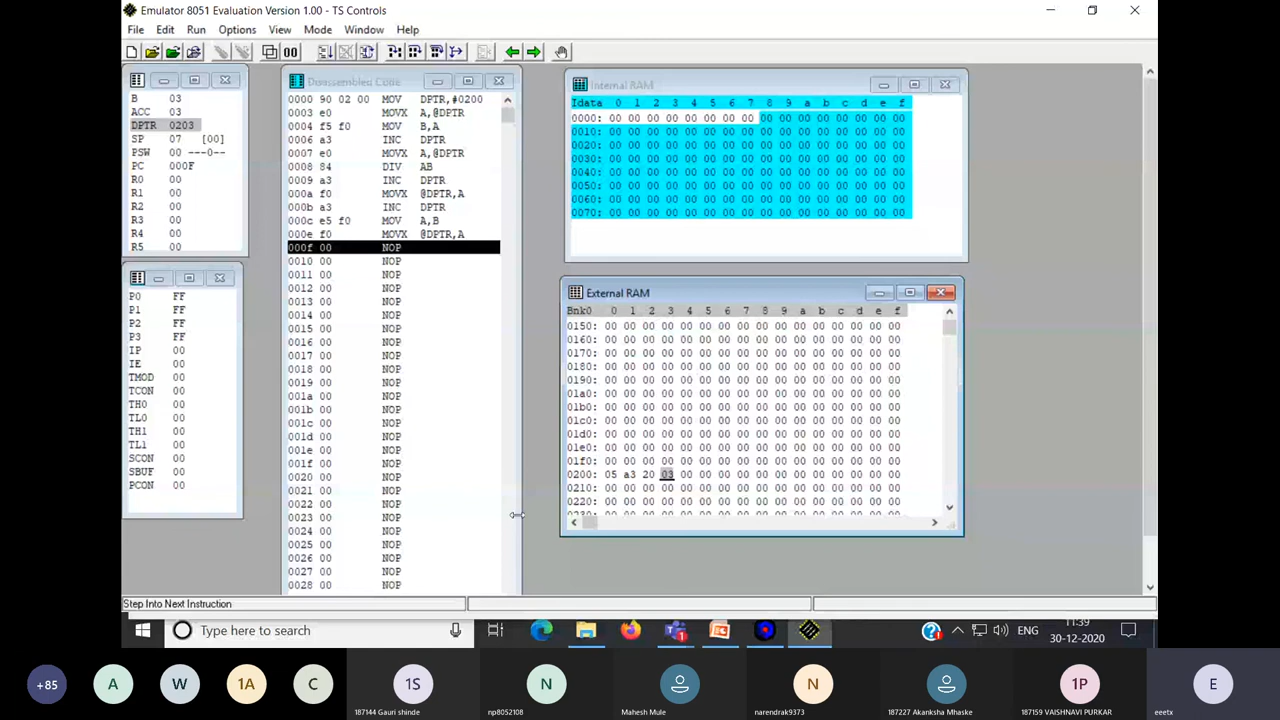 Emulator 8051 Evaluation Version 1.00 - TS Controls
File Edit Run Options View Mode Window Help
B 03
ACC 03
DPTR 0203
SP 07 [00]
PSW 00 ---0---
PC 000F
R0 00
R1 00
R2 00
R3 00
R4 00
R5 00
P0 FF
P1 FF
P2 FF
P3 FF
IP 00
IE 00
TMOD 00
TCON 00
TH0 00
TL0 00
TH1 00
TL1 00
SCON 00
SBUF 00
PCON 00
Disassembled Code
0000 90 02 00 MOV DPTR,#0200
0003 e0 MOVX A,@DPTR
0004 f5 f0 MOV B,A
0006 a3 INC DPTR
0007 e0 MOVX A,@DPTR
0008 84 DIV AB
0009 a3 INC DPTR
000a f0 MOVX @DPTR,A
000b a3 INC DPTR
000c e5 f0 MOV A,B
000e f0 MOVX @DPTR,A
000f 00 NOP
0010 00 NOP
0011 00 NOP
0012 00 NOP
0013 00 NOP
0014 00 NOP
0015 00 NOP
0016 00 NOP
0017 00 NOP
0018 00 NOP
0019 00 NOP
001a 00 NOP
001b 00 NOP
001c 00 NOP
001d 00 NOP
001e 00 NOP
001f 00 NOP
0020 00 NOP
0021 00 NOP
0022 00 NOP
0023 00 NOP
0024 00 NOP
0025 00 NOP
0026 00 NOP
0027 00 NOP
0028 00 NOP
Internal RAM
Idata 0 1 2 3 4 5 6 7 8 9 a b c d e f
0000: 00 00 00 00 00 00 00 00 00 00 00 00 00 00 00 00
0010: 00 00 00 00 00 00 00 00 00 00 00 00 00 00 00 00
0020: 00 00 00 00 00 00 00 00 00 00 00 00 00 00 00 00
0030: 00 00 00 00 00 00 00 00 00 00 00 00 00 00 00 00
0040: 00 00 00 00 00 00 00 00 00 00 00 00 00 00 00 00
0050: 00 00 00 00 00 00 00 00 00 00 00 00 00 00 00 00
0060: 00 00 00 00 00 00 00 00 00 00 00 00 00 00 00 00
0070: 00 00 00 00 00 00 00 00 00 00 00 00 00 00 00 00
External RAM
Bnk0 0 1 2 3 4 5 6 7 8 9 a b c d e f
0150: 00 00 00 00 00 00 00 00 00 00 00 00 00 00 00 00
0160: 00 00 00 00 00 00 00 00 00 00 00 00 00 00 00 00
0170: 00 00 00 00 00 00 00 00 00 00 00 00 00 00 00 00
0180: 00 00 00 00 00 00 00 00 00 00 00 00 00 00 00 00
0190: 00 00 00 00 00 00 00 00 00 00 00 00 00 00 00 00
01a0: 00 00 00 00 00 00 00 00 00 00 00 00 00 00 00 00
01b0: 00 00 00 00 00 00 00 00 00 00 00 00 00 00 00 00
01c0: 00 00 00 00 00 00 00 00 00 00 00 00 00 00 00 00
01d0: 00 00 00 00 00 00 00 00 00 00 00 00 00 00 00 00
01e0: 00 00 00 00 00 00 00 00 00 00 00 00 00 00 00 00
01f0: 00 00 00 00 00 00 00 00 00 00 00 00 00 00 00 00
0200: 05 a3 20 03 00 00 00 00 00 00 00 00 00 00 00 00
0210: 00 00 00 00 00 00 00 00 00 00 00 00 00 00 00 00
0220: 00 00 00 00 00 00 00 00 00 00 00 00 00 00 00 00
Step Into Next Instruction
Type here to search
ENG
11:39
30-12-2020
+85 A W 1A C 1S N N 1P E
187144 Gauri shinde
np8052108
Mahesh Mule
narendrak9373
187227 Akanksha Mhaske
187159 VAISHNAVI PURKAR
eeetx